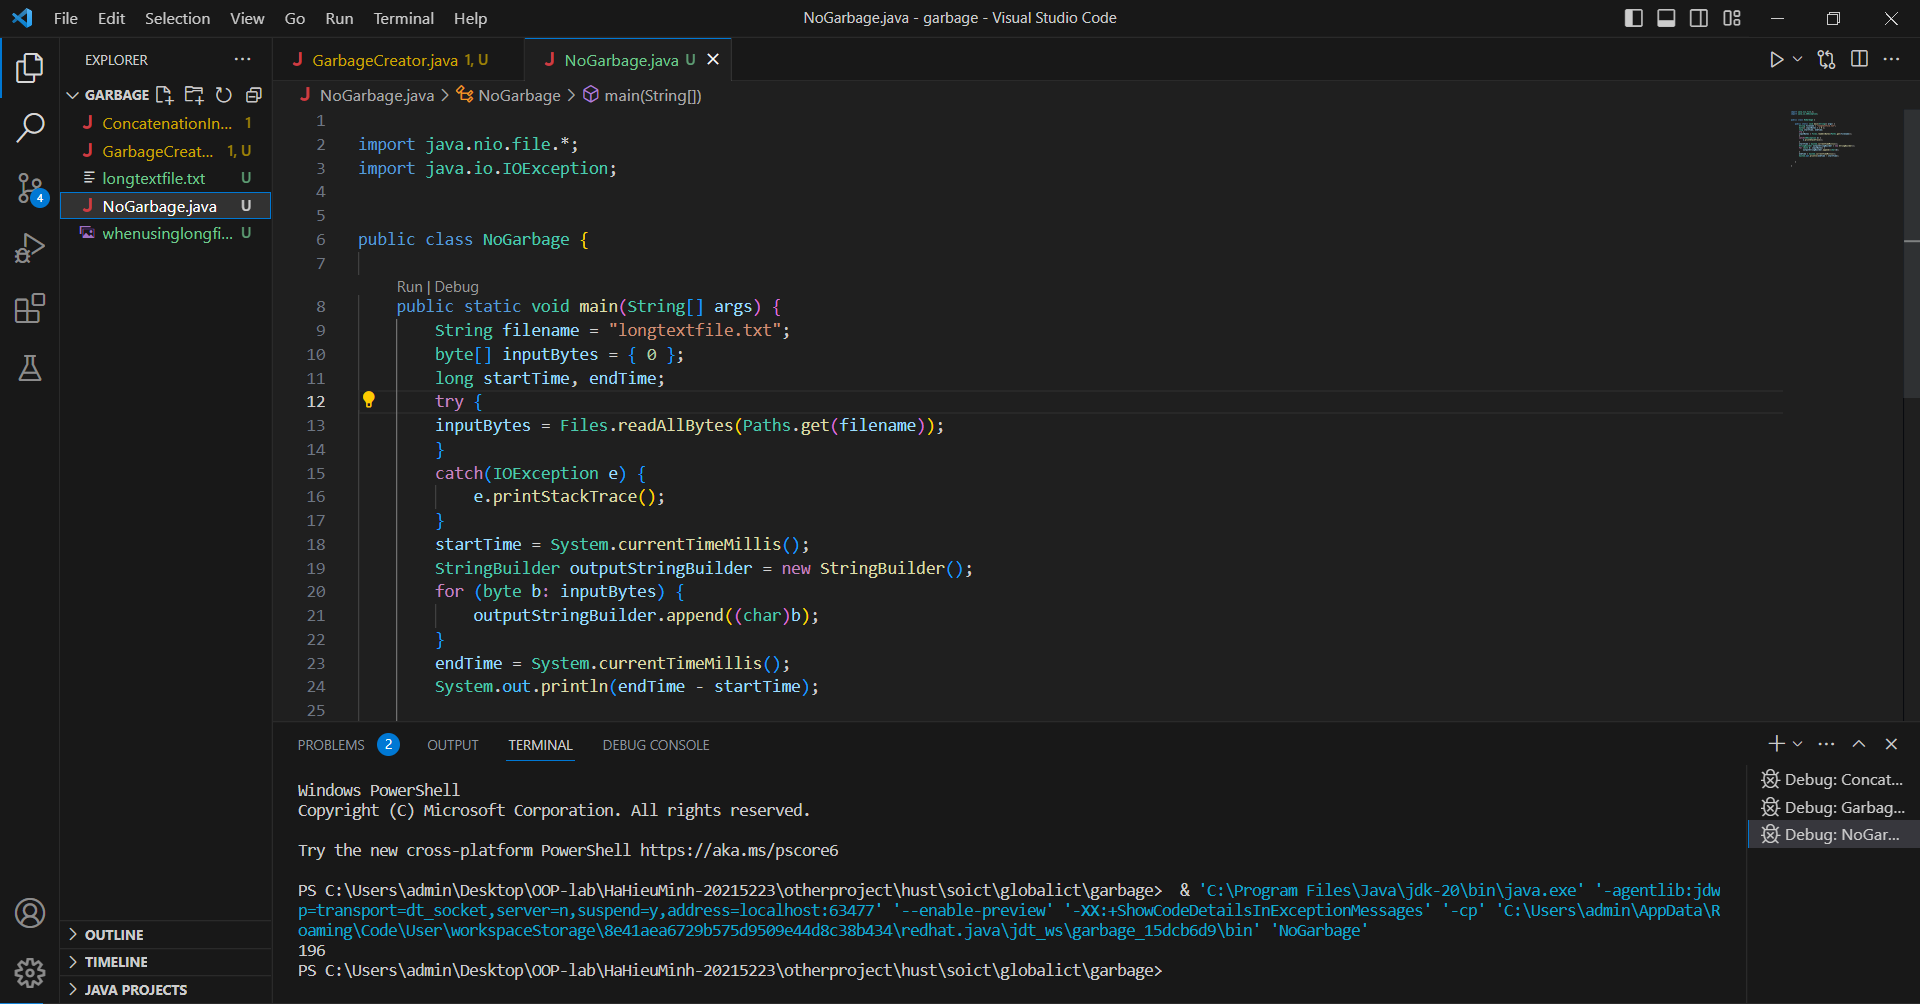 File Edit Selection View Go Run Terminal Help
NoGarbage.java - garbage - Visual Studio Code
EXPLORER
GARBAGE
ConcatenationIn... 1
GarbageCreat... 1, U
longtextfile.txt U
NoGarbage.java U
whenusinglongfi... U
4
OUTLINE
TIMELINE
JAVA PROJECTS
GarbageCreator.java 1, U
NoGarbage.java U
NoGarbage.java > NoGarbage > main(String[])
1
2 import java.nio.file.*;
3 import java.io.IOException;
4
5
6 public class NoGarbage {
7
Run | Debug
8 public static void main(String[] args) {
9 String filename = "longtextfile.txt";
10 byte[] inputBytes = { 0 };
11 long startTime, endTime;
12 try {
13 inputBytes = Files.readAllBytes(Paths.get(filename));
14 }
15 catch(IOException e) {
16 e.printStackTrace();
17 }
18 startTime = System.currentTimeMillis();
19 StringBuilder outputStringBuilder = new StringBuilder();
20 for (byte b: inputBytes) {
21 outputStringBuilder.append((char)b);
22 }
23 endTime = System.currentTimeMillis();
24 System.out.println(endTime - startTime);
25
PROBLEMS 2 OUTPUT TERMINAL DEBUG CONSOLE
Windows PowerShell
Copyright (C) Microsoft Corporation. All rights reserved.
Try the new cross-platform PowerShell https://aka.ms/pscore6
PS C:\Users\admin\Desktop\OOP-lab\HaHieuMinh-20215223\otherproject\hust\soict\globalict\garbage>  & 'C:\Program Files\Java\jdk-20\bin\java.exe' '-agentlib:jdw
p=transport=dt_socket,server=n,suspend=y,address=localhost:63477' '--enable-preview' '-XX:+ShowCodeDetailsInExceptionMessages' '-cp' 'C:\Users\admin\AppData\R
oaming\Code\User\workspaceStorage\8e41aea6729b575d9509e44d8c38b434\redhat.java\jdt_ws\garbage_15dcb6d9\bin' 'NoGarbage'
196
PS C:\Users\admin\Desktop\OOP-lab\HaHieuMinh-20215223\otherproject\hust\soict\globalict\garbage>
Debug: Concat...
Debug: Garbag...
Debug: NoGar...